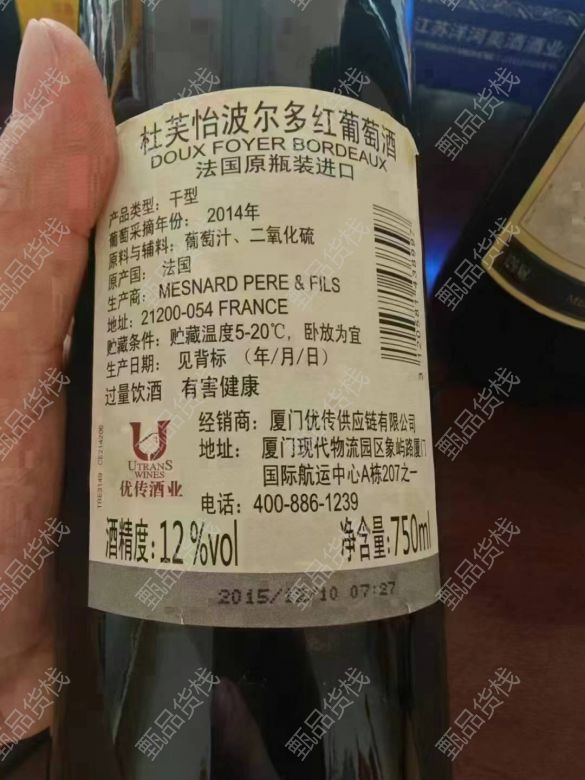 江苏洋河美酒酒业
杜芙怡波尔多红葡萄酒
DOUX FOYER BORDEAUX
法国原瓶装进口
产品类型：干型
葡萄采摘年份：2014年
原料与辅料：葡萄汁、二氧化硫
原产国：法国
生产商：MESNARD PERE & FILS
地址：21200-054 FRANCE
贮藏条件：贮藏温度5-20℃，卧放为宜
生产日期：见背标（年/月/日）
过量饮酒 有害健康
经销商：厦门优传供应链有限公司
地址：厦门现代物流园区象屿路厦门
国际航运中心A栋207之一
电话：400-886-1239
UTRANS
WINES
优传酒业
酒精度：12%vol
净含量：750ml
2015/12/10 07:27
甄品货栈